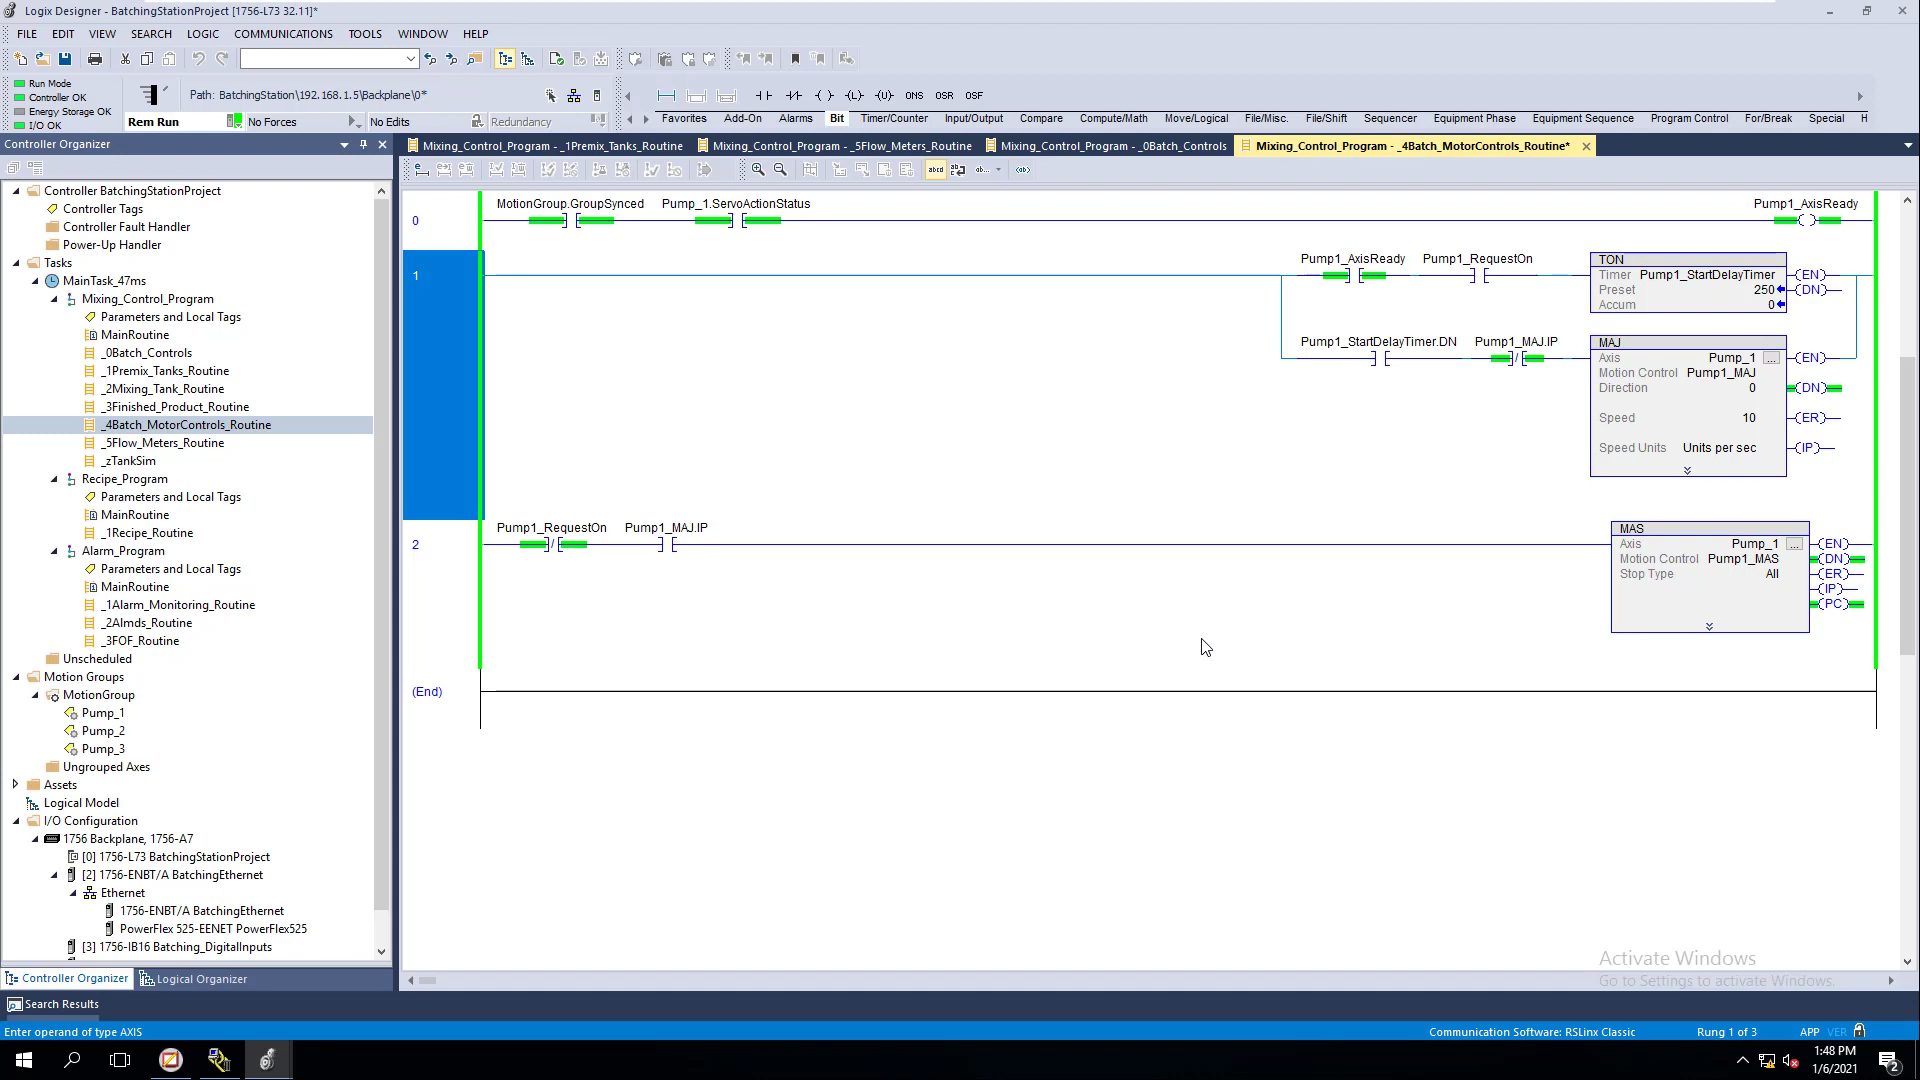 Logix Designer - BatchingStationProject [1756-L73 32.11]*
FILE EDIT VIEW SEARCH LOGIC COMMUNICATIONS TOOLS WINDOW HELP
Run Mode
Controller OK
Energy Storage OK
I/O OK
Path: BatchingStation\192.168.1.5\Backplane\0*
Rem Run No Forces No Edits Redundancy
ONS OSR OSF
Favorites Add-On Alarms Bit Timer/Counter Input/Output Compare Compute/Math Move/Logical File/Misc. File/Shift Sequencer Equipment Phase Equipment Sequence Program Control For/Break Special H
Controller Organizer
Mixing_Control_Program - _1Premix_Tanks_Routine
Mixing_Control_Program - _5Flow_Meters_Routine
Mixing_Control_Program - _0Batch_Controls
Mixing_Control_Program - _4Batch_MotorControls_Routine*
Controller BatchingStationProject
Controller Tags
Controller Fault Handler
Power-Up Handler
Tasks
MainTask_47ms
Mixing_Control_Program
Parameters and Local Tags
MainRoutine
_0Batch_Controls
_1Premix_Tanks_Routine
_2Mixing_Tank_Routine
_3Finished_Product_Routine
_4Batch_MotorControls_Routine
_5Flow_Meters_Routine
_zTankSim
Recipe_Program
Parameters and Local Tags
MainRoutine
_1Recipe_Routine
Alarm_Program
Parameters and Local Tags
MainRoutine
_1Alarm_Monitoring_Routine
_2Almds_Routine
_3FOF_Routine
Unscheduled
Motion Groups
MotionGroup
Pump_1
Pump_2
Pump_3
Ungrouped Axes
Assets
Logical Model
I/O Configuration
1756 Backplane, 1756-A7
[0] 1756-L73 BatchingStationProject
[2] 1756-ENBT/A BatchingEthernet
Ethernet
1756-ENBT/A BatchingEthernet
PowerFlex 525-EENET PowerFlex525
[3] 1756-IB16 Batching_DigitalInputs
Controller Organizer Logical Organizer
MotionGroup.GroupSynced Pump_1.ServoActionStatus Pump1_AxisReady
0
Pump1_AxisReady Pump1_RequestOn TON
1
Timer Pump1_StartDelayTimer (EN)
Preset 250 (DN)
Accum 0
Pump1_StartDelayTimer.DN Pump1_MAJ.IP MAJ
Axis Pump_1 ... (EN)
Motion Control Pump1_MAJ
Direction 0 (DN)
Speed 10 (ER)
Speed Units Units per sec (IP)
Pump1_RequestOn Pump1_MAJ.IP MAS
2
Axis Pump_1 ... (EN)
Motion Control Pump1_MAS (DN)
Stop Type All (ER)
(IP)
(PC)
(End)
Activate Windows
Go to Settings to activate Windows.
Search Results
Enter operand of type AXIS Communication Software: RSLinx Classic Rung 1 of 3 APP VER
1:48 PM
1/6/2021
2